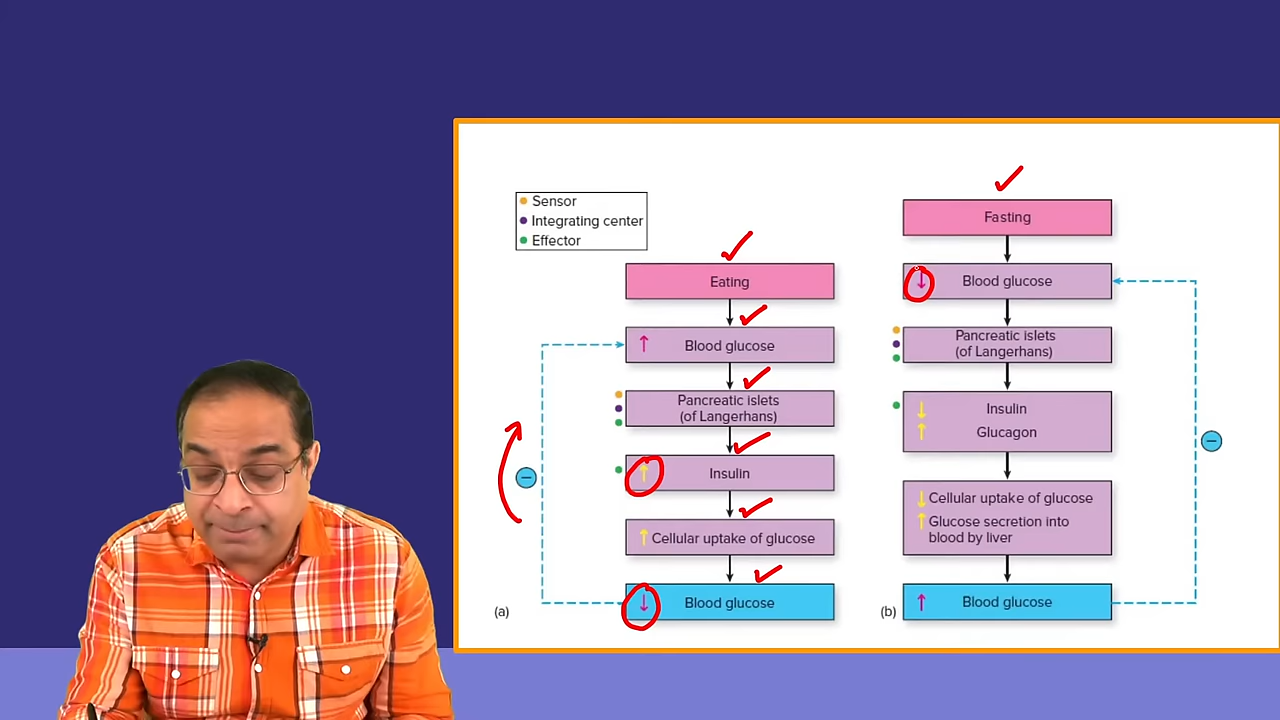 Sensor
Integrating center
Effector
Eating
↑ Blood glucose
Pancreatic islets
(of Langerhans)
↑ Insulin
↑ Cellular uptake of glucose
↓ Blood glucose
(a)
−
Fasting
↓ Blood glucose
Pancreatic islets
(of Langerhans)
↓ Insulin
↑ Glucagon
↓ Cellular uptake of glucose
↑ Glucose secretion into
blood by liver
↑ Blood glucose
(b)
−